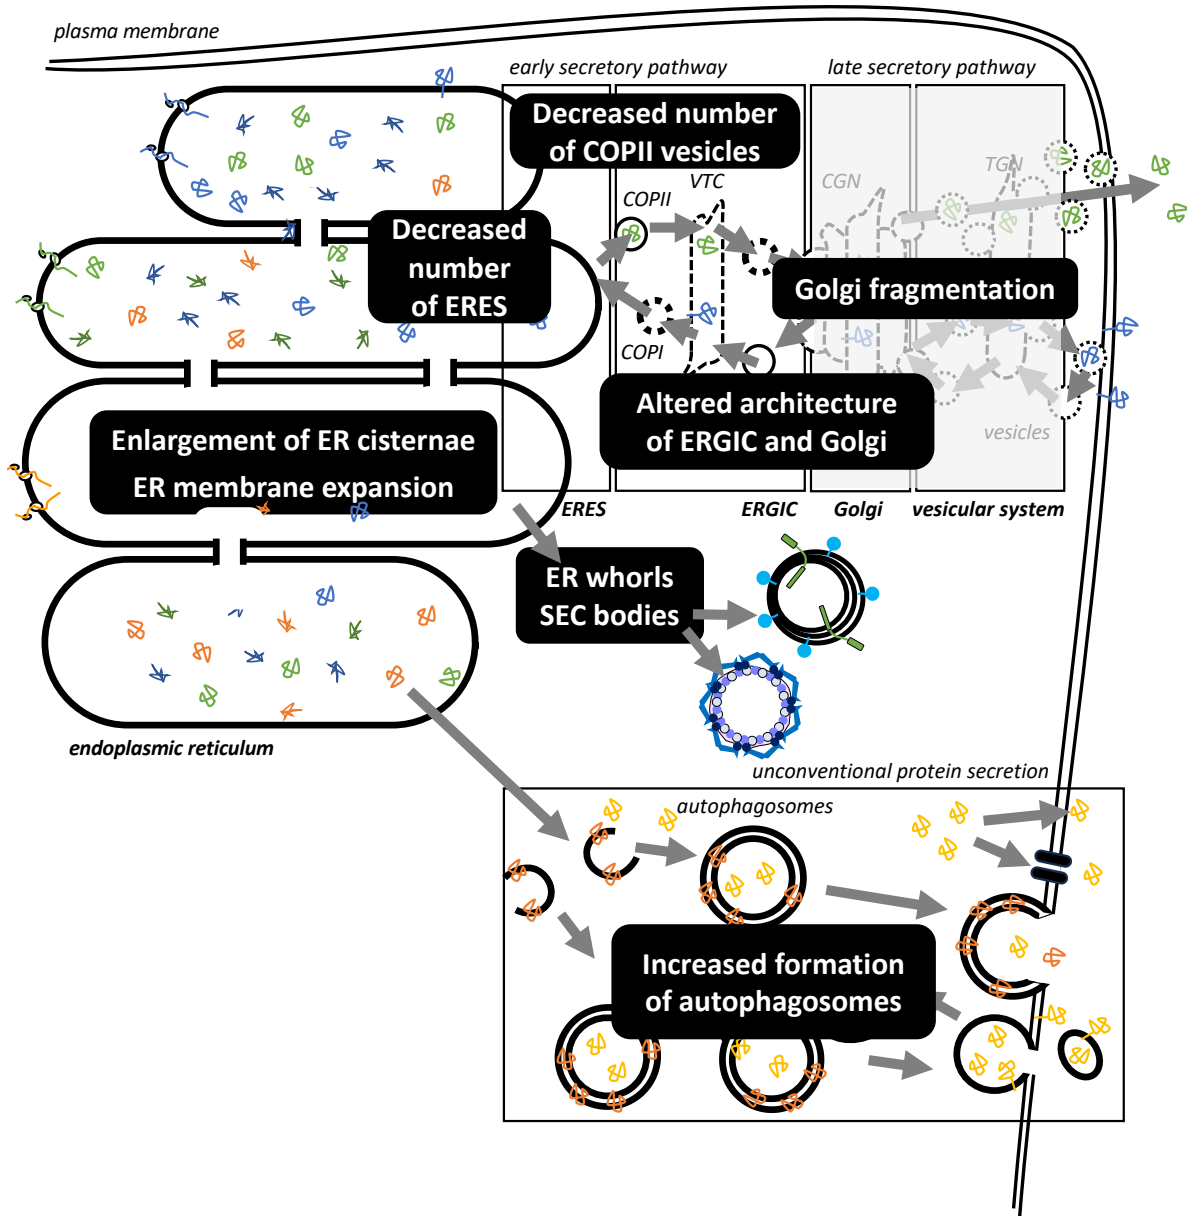 plasma membrane
early secretory pathway
late secretory pathway
Decreased number
of COPII vesicles
VTC
CGN
TGN
COPII
Decreased
number
of ERES
Golgi fragmentation
COPI
Altered architecture
of ERGIC and Golgi
vesicles
Enlargement of ER cisternae
ER membrane expansion
ERES
ERGIC
Golgi
vesicular system
ER whorls
SEC bodies
endoplasmic reticulum
unconventional protein secretion
autophagosomes
Increased formation
of autophagosomes